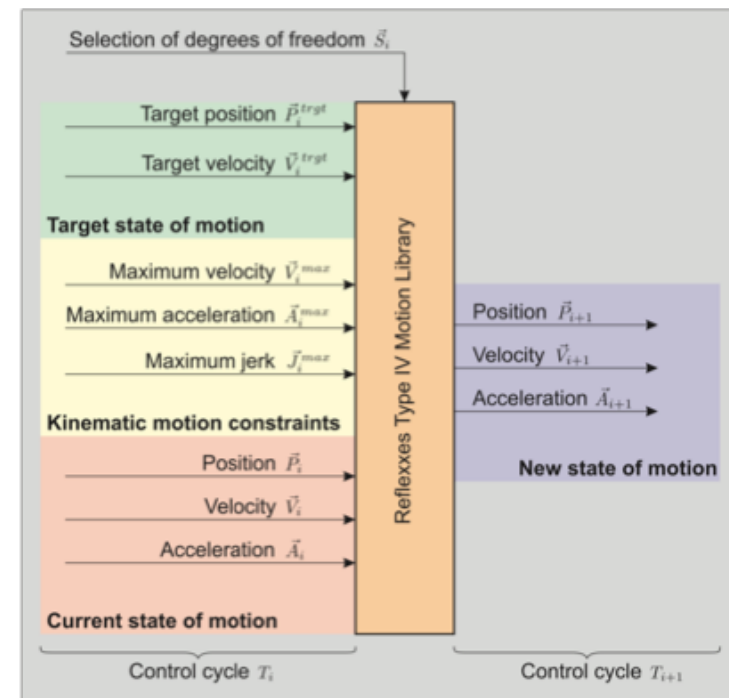 Selection of degrees of freedom S⃗ᵢ
Target position P⃗ᵢᵗʳᵍᵗ
Target velocity V⃗ᵢᵗʳᵍᵗ
Target state of motion
Maximum velocity V⃗ᵢᵐᵃˣ
Maximum acceleration A⃗ᵢᵐᵃˣ
Maximum jerk J⃗ᵢᵐᵃˣ
Kinematic motion constraints
Position P⃗ᵢ
Velocity V⃗ᵢ
Acceleration A⃗ᵢ
Current state of motion
Reflexxes Type IV Motion Library
Position P⃗ᵢ₊₁
Velocity V⃗ᵢ₊₁
Acceleration A⃗ᵢ₊₁
New state of motion
Control cycle Tᵢ
Control cycle Tᵢ₊₁